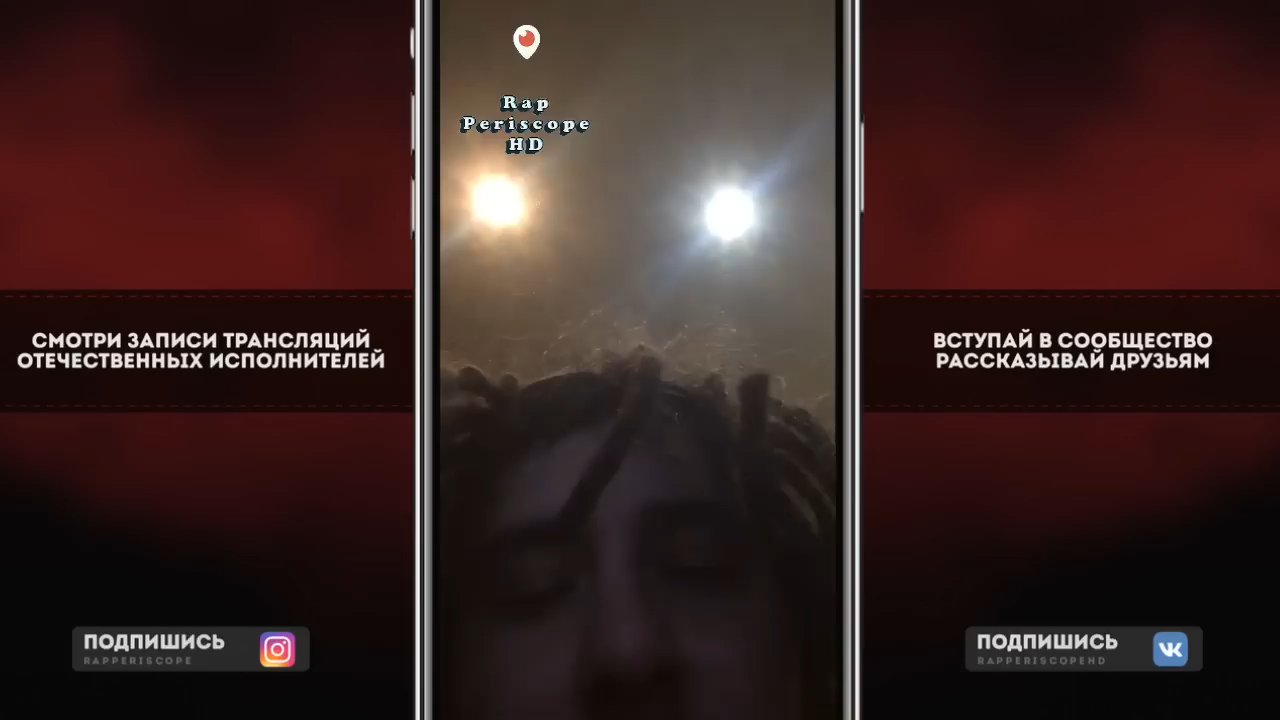 Rap
Periscope
HD
СМОТРИ ЗАПИСИ ТРАНСЛЯЦИЙ
ОТЕЧЕСТВЕННЫХ ИСПОЛНИТЕЛЕЙ
ВСТУПАЙ В СООБЩЕСТВО
РАССКАЗЫВАЙ ДРУЗЬЯМ
ПОДПИШИСЬ
RAPPERISCOPE
ПОДПИШИСЬ
RAPPERISCOPEHD